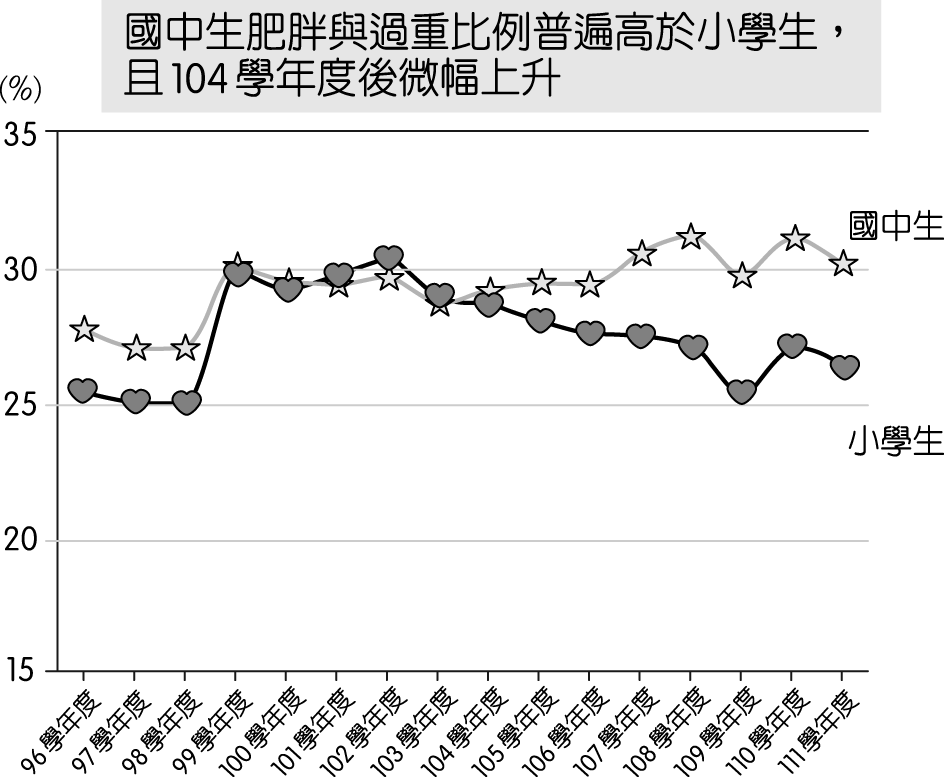 國中生肥胖與過重比例普遍高於小學生，
且104學年度後微幅上升
(%)
35
30
25
20
15
國中生
小學生
96學年度
97學年度
98學年度
99學年度
100學年度
101學年度
102學年度
103學年度
104學年度
105學年度
106學年度
107學年度
108學年度
109學年度
110學年度
111學年度